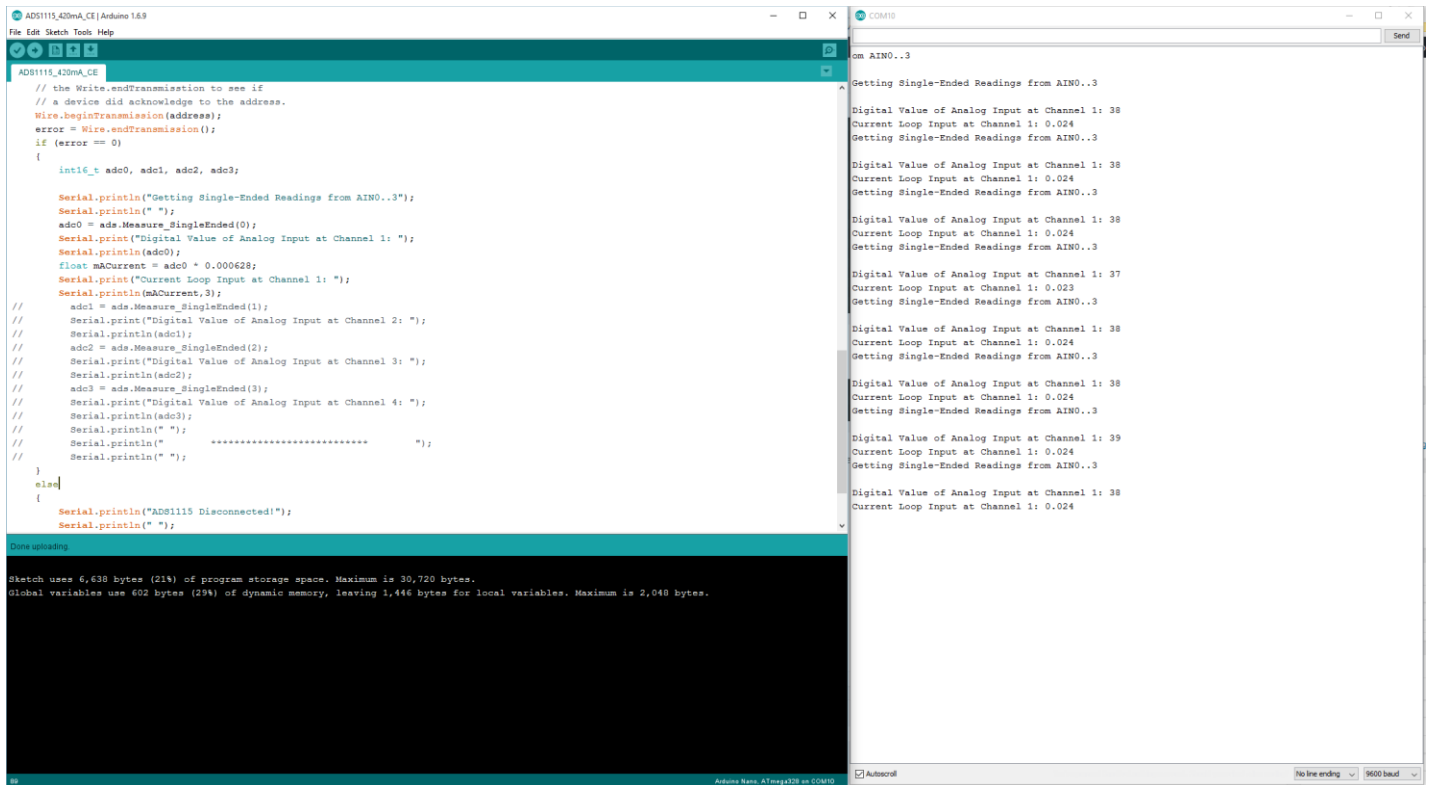 ADS1115_420mA_CE | Arduino 1.6.9
File Edit Sketch Tools Help
ADS1115_420mA_CE
// the Write.endTransmisstion to see if
// a device did acknowledge to the address.
Wire.beginTransmission(address);
error = Wire.endTransmission();
if (error == 0)
{
int16_t adc0, adc1, adc2, adc3;
Serial.println("Getting Single-Ended Readings from AIN0..3");
Serial.println(" ");
adc0 = ads.Measure_SingleEnded(0);
Serial.print("Digital Value of Analog Input at Channel 1: ");
Serial.println(adc0);
float mACurrent = adc0 * 0.000628;
Serial.print("Current Loop Input at Channel 1: ");
Serial.println(mACurrent,3);
// adc1 = ads.Measure_SingleEnded(1);
// Serial.print("Digital Value of Analog Input at Channel 2: ");
// Serial.println(adc1);
// adc2 = ads.Measure_SingleEnded(2);
// Serial.print("Digital Value of Analog Input at Channel 3: ");
// Serial.println(adc2);
// adc3 = ads.Measure_SingleEnded(3);
// Serial.print("Digital Value of Analog Input at Channel 4: ");
// Serial.println(adc3);
// Serial.println(" ");
// Serial.println("        ***************************        ");
// Serial.println(" ");
}
else
{
Serial.println("ADS1115 Disconnected!");
Serial.println(" ");
Done uploading.
Sketch uses 6,638 bytes (21%) of program storage space. Maximum is 30,720 bytes.
Global variables use 602 bytes (29%) of dynamic memory, leaving 1,446 bytes for local variables. Maximum is 2,048 bytes.
89
Arduino Nano, ATmega328 on COM10
COM10
Send
om AIN0..3
Getting Single-Ended Readings from AIN0..3
Digital Value of Analog Input at Channel 1: 38
Current Loop Input at Channel 1: 0.024
Getting Single-Ended Readings from AIN0..3
Digital Value of Analog Input at Channel 1: 38
Current Loop Input at Channel 1: 0.024
Getting Single-Ended Readings from AIN0..3
Digital Value of Analog Input at Channel 1: 38
Current Loop Input at Channel 1: 0.024
Getting Single-Ended Readings from AIN0..3
Digital Value of Analog Input at Channel 1: 37
Current Loop Input at Channel 1: 0.023
Getting Single-Ended Readings from AIN0..3
Digital Value of Analog Input at Channel 1: 38
Current Loop Input at Channel 1: 0.024
Getting Single-Ended Readings from AIN0..3
Digital Value of Analog Input at Channel 1: 38
Current Loop Input at Channel 1: 0.024
Getting Single-Ended Readings from AIN0..3
Digital Value of Analog Input at Channel 1: 39
Current Loop Input at Channel 1: 0.024
Getting Single-Ended Readings from AIN0..3
Digital Value of Analog Input at Channel 1: 38
Current Loop Input at Channel 1: 0.024
Autoscroll
No line ending
9600 baud